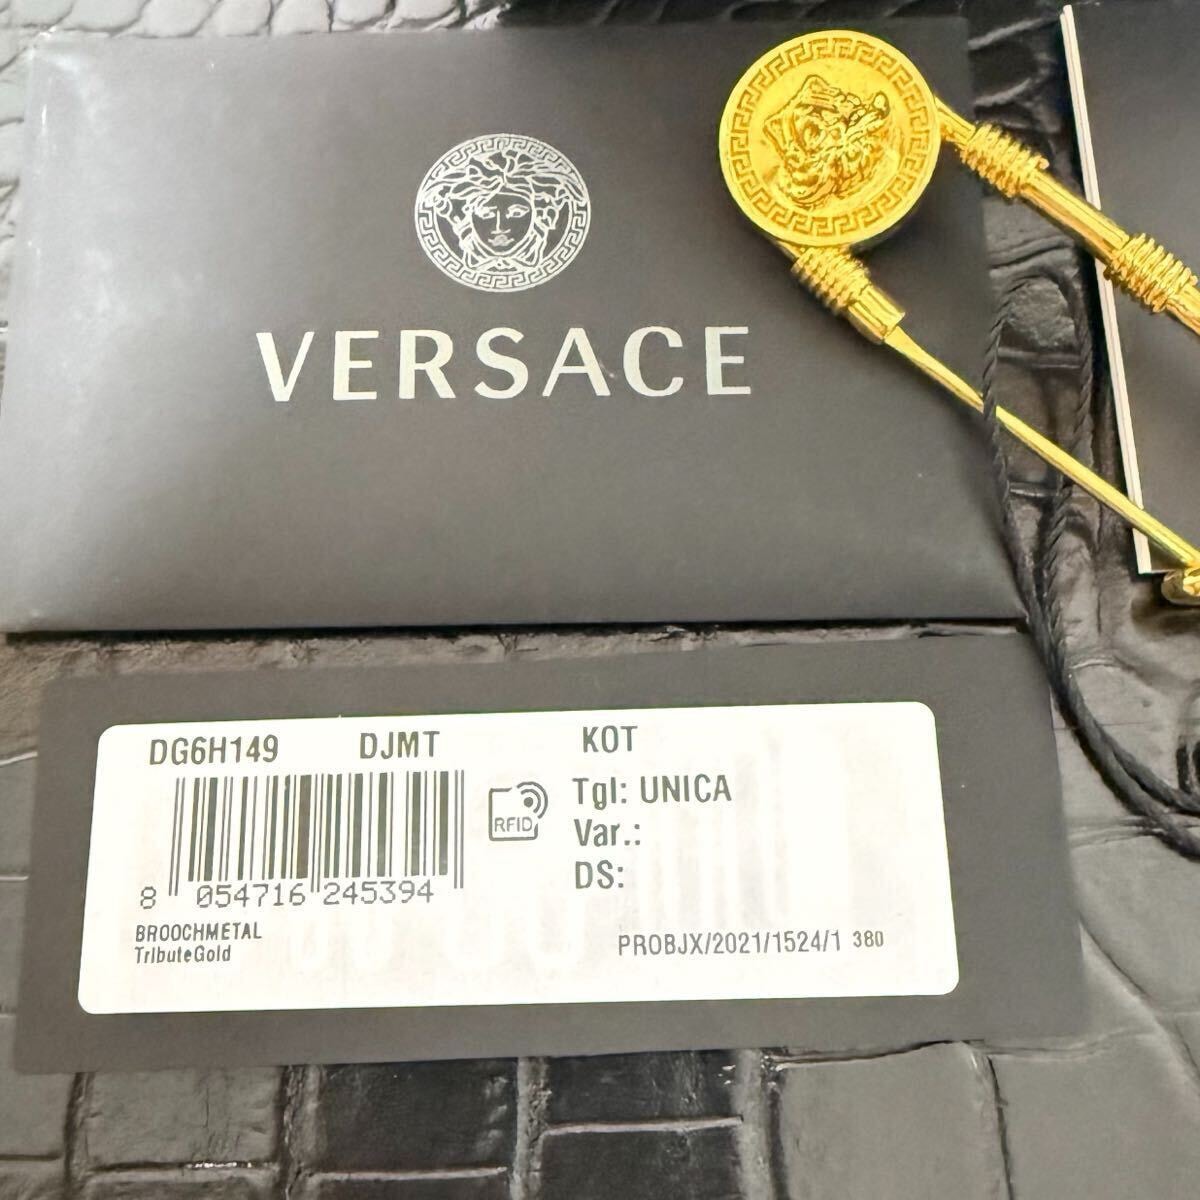 VERSACE
DG6H149 DJMT KOT
RFID
Tgl: UNICA
Var.:
DS:
8 054716 245394
BROOCHMETAL
TributeGold
PROBJX/2021/1524/1 380